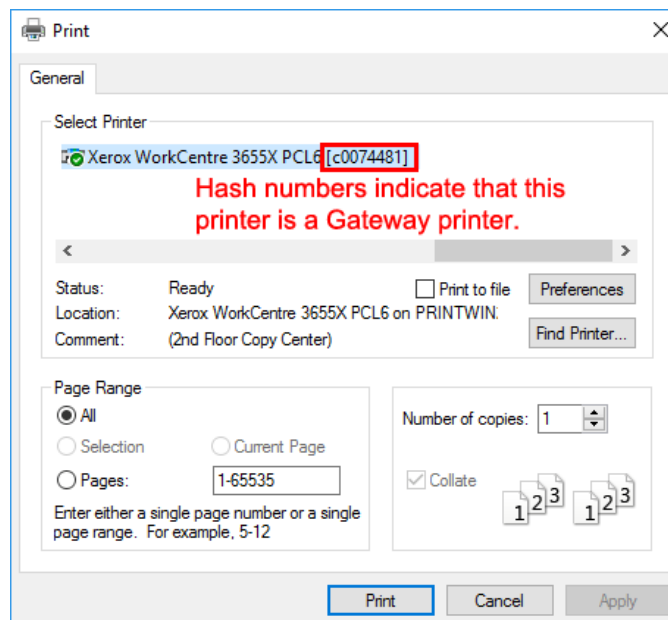 Print
General
Select Printer
Xerox WorkCentre 3655X PCL6 [c0074481]
Hash numbers indicate that this
printer is a Gateway printer.
Status: Ready
Print to file
Preferences
Location: Xerox WorkCentre 3655X PCL6 on PRINTWIN:
Comment: (2nd Floor Copy Center)
Find Printer...
Page Range
All
Selection
Current Page
Pages: 1-65535
Enter either a single page number or a single
page range. For example, 5-12
Number of copies: 1
Collate
1 2 3 1 2 3
Print
Cancel
Apply